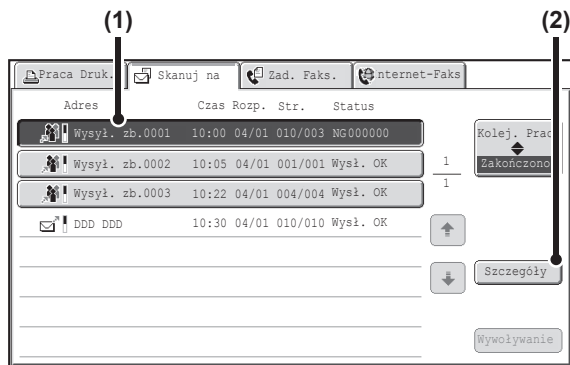 (1) (2)
Praca Druk. Skanuj na Zad. Faks. nternet-Faks
Adres Czas Rozp. Str. Status
Wysył. zb.0001 10:00 04/01 010/003 NG000000
Kolej. Prac
Zakończono
Wysył. zb.0002 10:05 04/01 001/001 Wysł. OK
1
1
Wysył. zb.0003 10:22 04/01 004/004 Wysł. OK
DDD DDD 10:30 04/01 010/010 Wysł. OK
Szczegóły
Wywoływanie